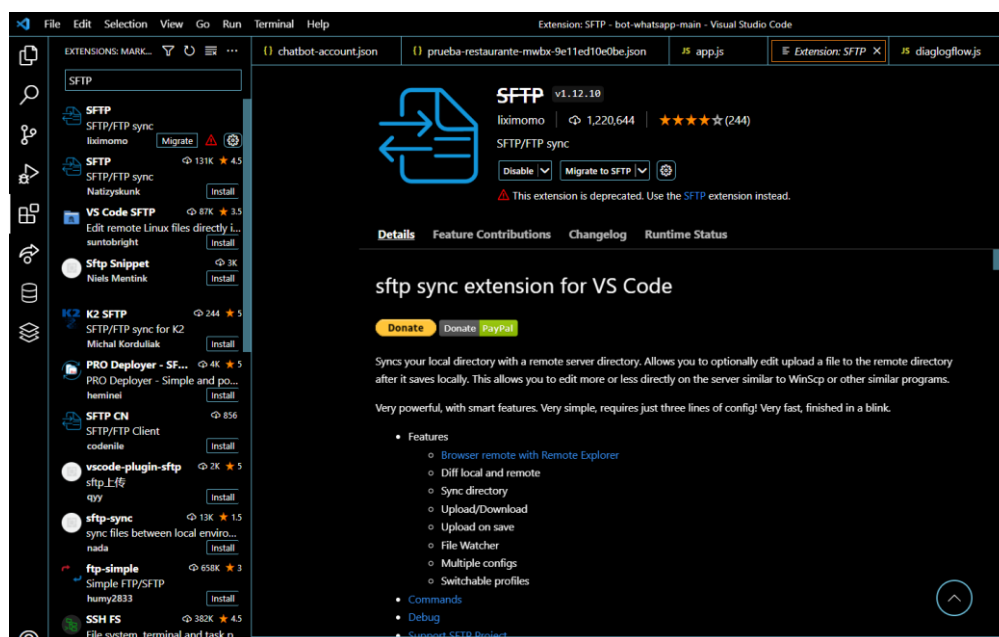 File Edit Selection View Go Run Terminal Help
Extension: SFTP - bot-whatsapp-main - Visual Studio Code
EXTENSIONS: MARK...
{} chatbot-account.json
{} prueba-restaurante-mwbx-9e11ed10e0be.json
JS app.js
Extension: SFTP
JS diaglogflow.js
SFTP
SFTP
SFTP/FTP sync
liximomo Migrate
SFTP 131K ★ 4.5
SFTP/FTP sync
Natizyskunk Install
VS Code SFTP 87K ★ 3.5
Edit remote Linux files directly i...
suntobright Install
Sftp Snippet 3K
Niels Mentink Install
K2 SFTP 244 ★ 5
SFTP/FTP sync for K2
Michal Korduliak Install
PRO Deployer - SF... 4K ★ 5
PRO Deployer - Simple and po...
heminei Install
SFTP CN 856
SFTP/FTP Client
codenile Install
vscode-plugin-sftp 2K ★ 5
sftp上传
qyy Install
sftp-sync 13K ★ 1.5
sync files between local enviro...
nada Install
ftp-simple 658K ★ 3
Simple FTP/SFTP
humy2833 Install
SSH FS 382K ★ 4.5
File system, terminal and task p
SFTP v1.12.10
liximomo 1,220,644 ★★★★☆ (244)
SFTP/FTP sync
Disable Migrate to SFTP
This extension is deprecated. Use the SFTP extension instead.
Details Feature Contributions Changelog Runtime Status
sftp sync extension for VS Code
Donate Donate PayPal
Syncs your local directory with a remote server directory. Allows you to optionally edit upload a file to the remote directory
after it saves locally. This allows you to edit more or less directly on the server similar to WinScp or other similar programs.
Very powerful, with smart features. Very simple, requires just three lines of config! Very fast, finished in a blink.
• Features
Browser remote with Remote Explorer
Diff local and remote
Sync directory
Upload/Download
Upload on save
File Watcher
Multiple configs
Switchable profiles
• Commands
• Debug
• Support SFTP Project